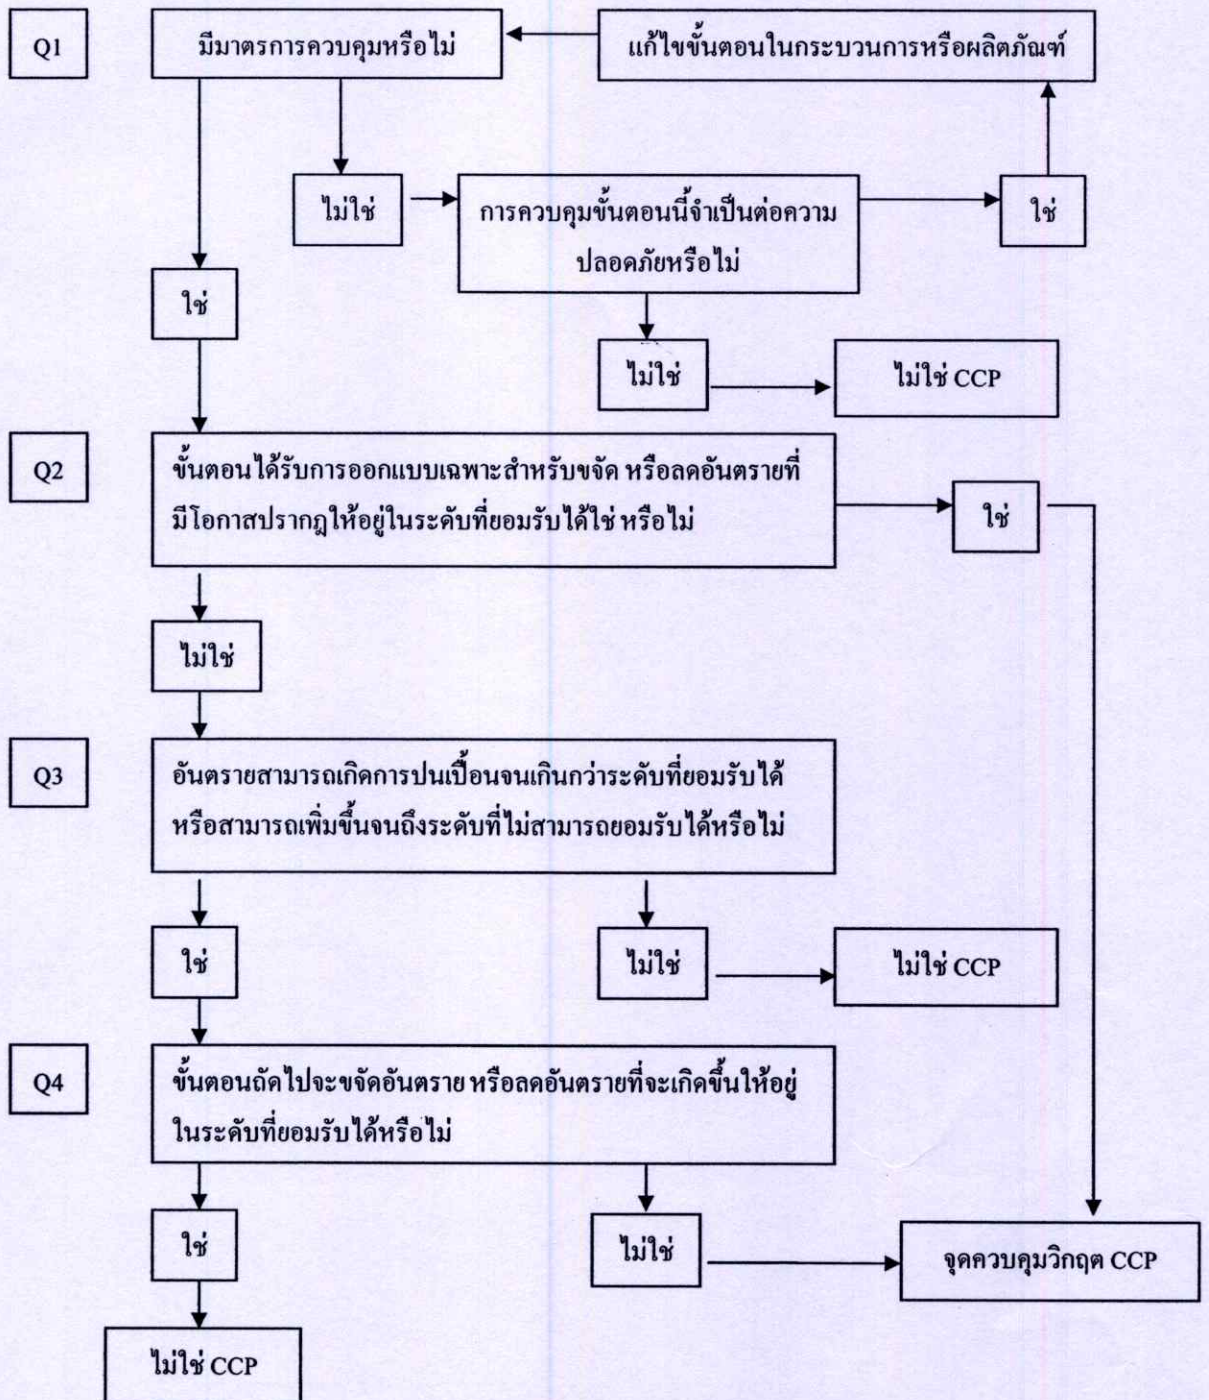 Q1
มีมาตรการควบคุมหรือไม่
แก้ไขขั้นตอนในกระบวนการหรือผลิตภัณฑ์
ไม่ใช่
การควบคุมขั้นตอนนี้จำเป็นต่อความ
ปลอดภัยหรือไม่
ใช่
ใช่
ไม่ใช่
ไม่ใช่ CCP
Q2
ขั้นตอนได้รับการออกแบบเฉพาะสำหรับขจัด หรือลดอันตรายที่
มีโอกาสปรากฎให้อยู่ในระดับที่ยอมรับได้ใช่ หรือไม่
ใช่
ไม่ใช่
Q3
อันตรายสามารถเกิดการปนเปื้อนจนเกินกว่าระดับที่ยอมรับได้
หรือสามารถเพิ่มขึ้นจนถึงระดับที่ไม่สามารถยอมรับได้หรือไม่
ใช่
ไม่ใช่
ไม่ใช่ CCP
Q4
ขั้นตอนถัดไปจะขจัดอันตราย หรือลดอันตรายที่จะเกิดขึ้นให้อยู่
ในระดับที่ยอมรับได้หรือไม่
ใช่
ไม่ใช่
จุดควบคุมวิกฤต CCP
ไม่ใช่ CCP